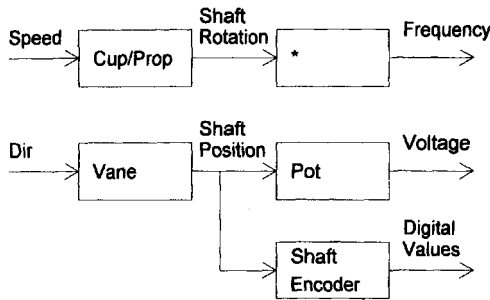 Speed
Cup/Prop
Shaft
Rotation
*
Frequency
Dir
Vane
Shaft
Position
Pot
Voltage
Shaft
Encoder
Digital
Values